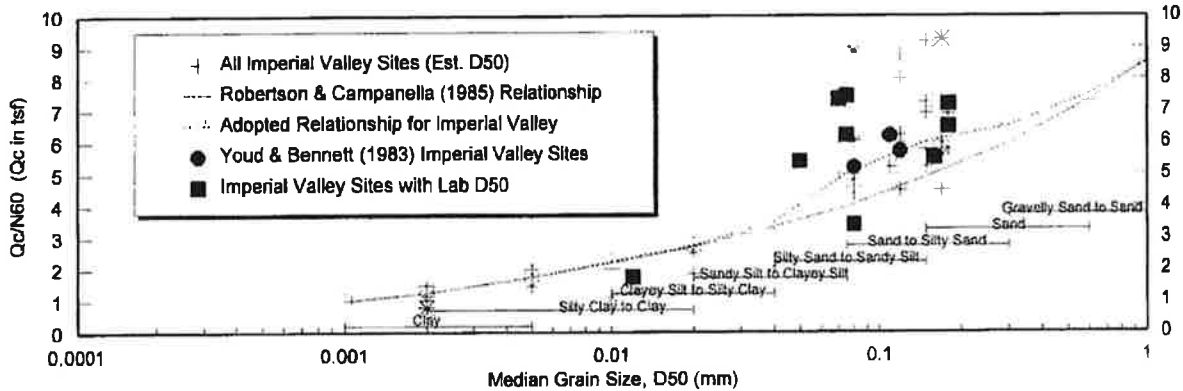 10
9
8
7
6
5
4
3
2
1
0
Qc/N60 (Qc in tsf)
All Imperial Valley Sites (Est. D50)
Robertson & Campanella (1985) Relationship
Adopted Relationship for Imperial Valley
Youd & Bennett (1983) Imperial Valley Sites
Imperial Valley Sites with Lab D50
Gravelly Sand to Sand
Sand
Sand to Silty Sand
Silty Sand to Sandy Silt
Sandy Silt to Clayey Silt
Clayey Silt to Silty Clay
Silty Clay to Clay
Clay
10
9
8
7
6
5
4
3
2
1
0
0.0001
0.001
0.01
0.1
1
Median Grain Size, D50 (mm)